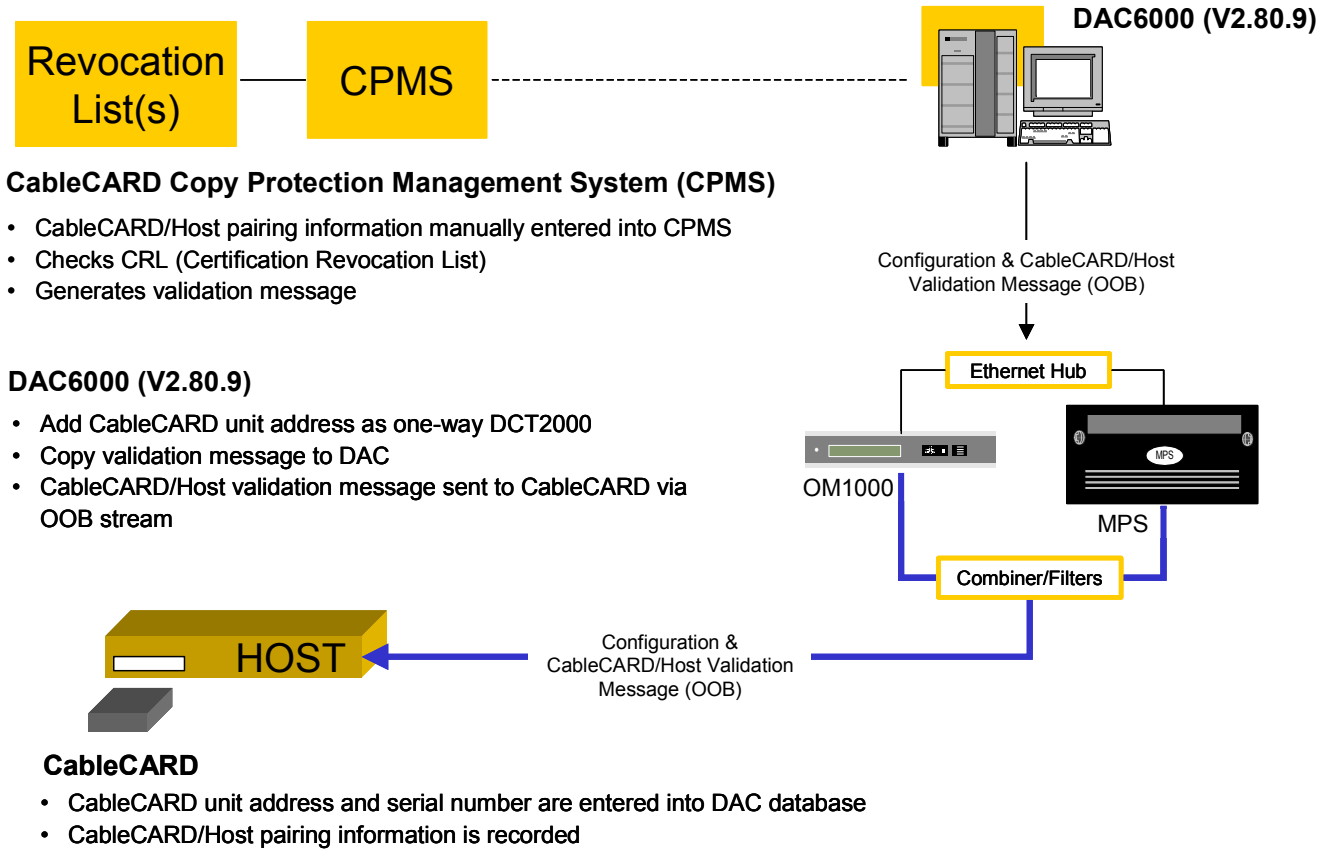 DAC6000 (V2.80.9)
Revocation
List(s)
CPMS
CableCARD Copy Protection Management System (CPMS)
• CableCARD/Host pairing information manually entered into CPMS
• Checks CRL (Certification Revocation List)
• Generates validation message
Configuration & CableCARD/Host
Validation Message (OOB)
DAC6000 (V2.80.9)
• Add CableCARD unit address as one-way DCT2000
• Copy validation message to DAC
• CableCARD/Host validation message sent to CableCARD via
OOB stream
Ethernet Hub
MPS
OM1000
MPS
Combiner/Filters
HOST
Configuration &
CableCARD/Host Validation
Message (OOB)
CableCARD
• CableCARD unit address and serial number are entered into DAC database
• CableCARD/Host pairing information is recorded